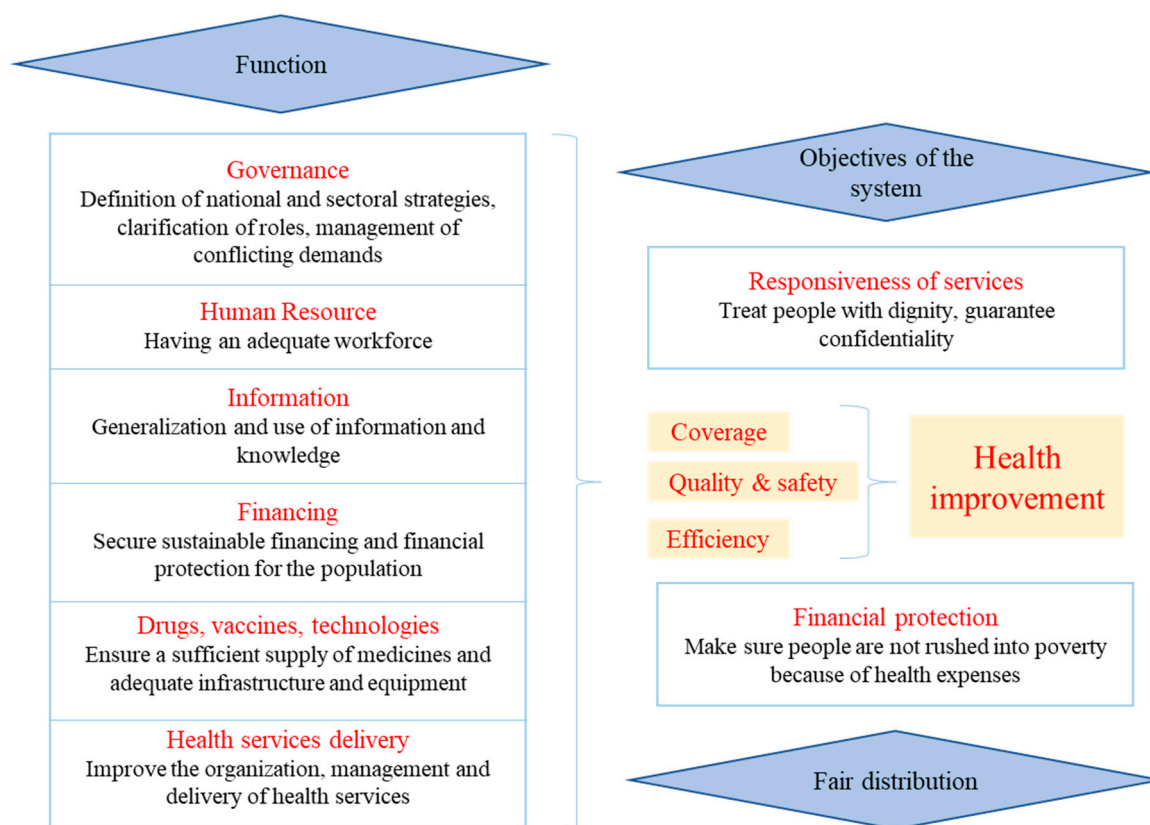 Function
Governance
Definition of national and sectoral strategies,
clarification of roles, management of
conflicting demands
Human Resource
Having an adequate workforce
Information
Generalization and use of information and
knowledge
Financing
Secure sustainable financing and financial
protection for the population
Drugs, vaccines, technologies
Ensure a sufficient supply of medicines and
adequate infrastructure and equipment
Health services delivery
Improve the organization, management and
delivery of health services
Objectives of the
system
Responsiveness of services
Treat people with dignity, guarantee
confidentiality
Coverage
Quality & safety
Efficiency
Health
improvement
Financial protection
Make sure people are not rushed into poverty
because of health expenses
Fair distribution